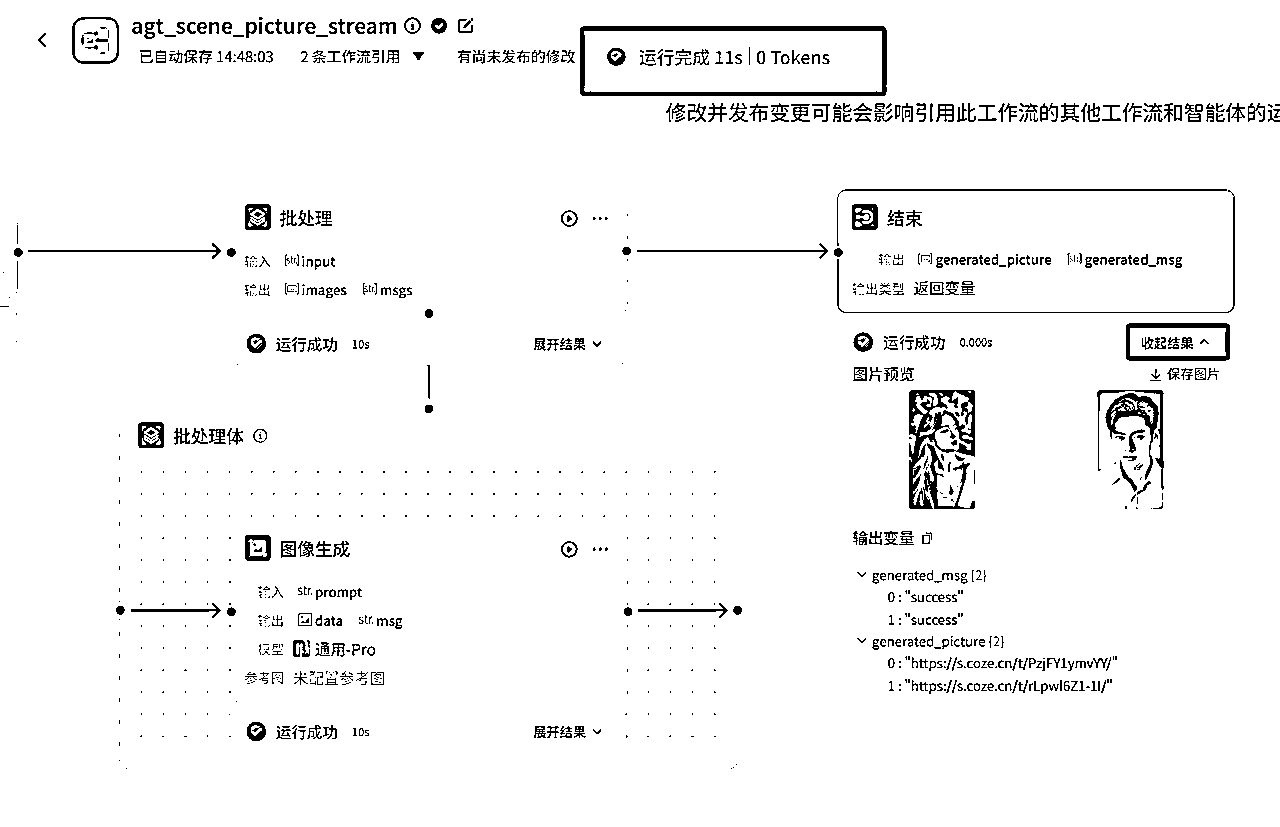 agt_scene_picture_stream
已自动保存 14:48:03 2 条工作流引用 有尚未发布的修改
运行完成 11s | 0 Tokens
修改并发布变更可能会影响引用此工作流的其他工作流和智能体的运
批处理
输入 [str] input
输出 images [str] msgs
运行成功 10s 展开结果
批处理体
图像生成
输入 str. prompt
输出 data str. msg
模型 通用-Pro
参考图 未配置参考图
运行成功 10s 展开结果
结束
输出 generated_picture [str] generated_msg
输出类型 返回变量
运行成功 0.000s 收起结果
图片预览 保存图片
输出变量
generated_msg [2]
0 : "success"
1 : "success"
generated_picture [2]
0 : "https://s.coze.cn/t/PzjFY1ymvYY/"
1 : "https://s.coze.cn/t/rLpwl6Z1-1I/"